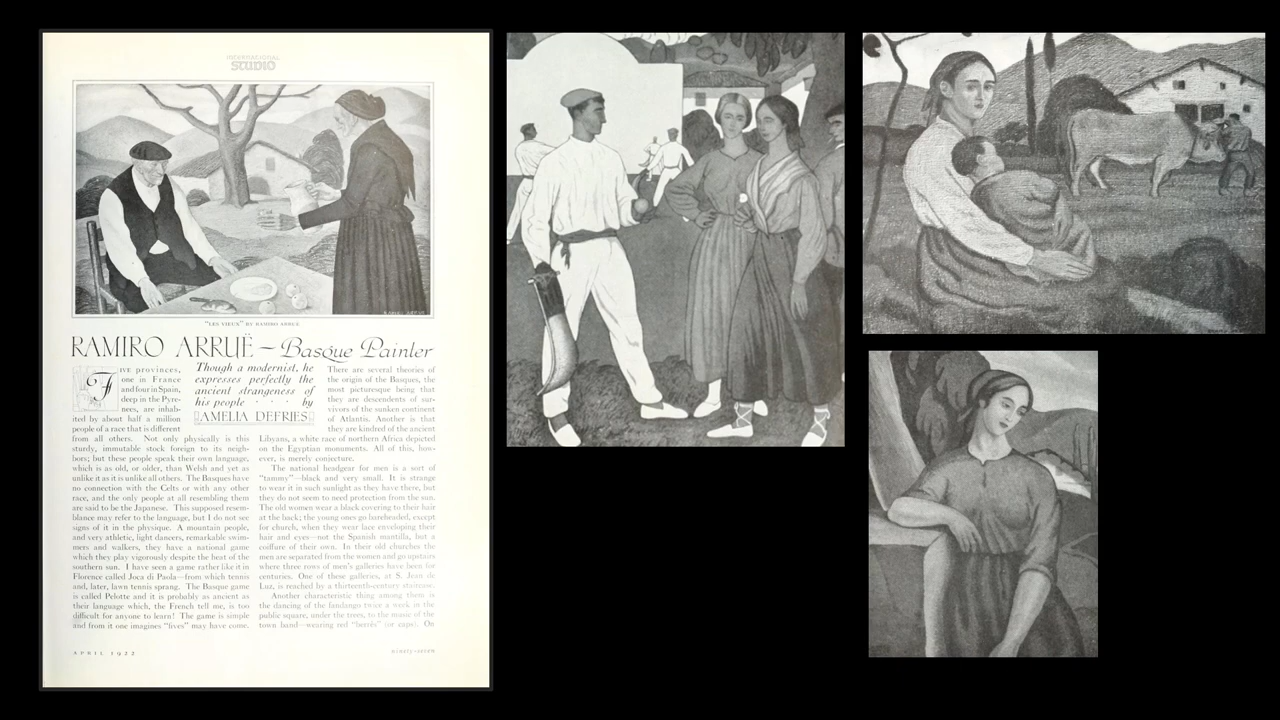 INTERNATIONAL
STUDIO
RAMIRO ARRUE
"LES VIEUX" BY RAMIRO ARRUË
RAMIRO ARRUË — Basque Painter
Though a modernist, he
expresses perfectly the
ancient strangeness of
his people · · · by
AMELIA DEFRIES
FIVE provinces,
one in France
and four in Spain,
deep in the Pyre-
nees, are inhab-
ited by about half a million
people of a race that is different
from all others. Not only physically is this
sturdy, immutable stock foreign to its neigh-
bors; but these people speak their own language,
which is as old, or older, than Welsh and yet as
unlike it as it is unlike all others. The Basques have
no connection with the Celts or with any other
race, and the only people at all resembling them
are said to be the Japanese. This supposed resem-
blance may refer to the language, but I do not see
signs of it in the physique. A mountain people,
and very athletic, light dancers, remarkable swim-
mers and walkers, they have a national game
which they play vigorously despite the heat of the
southern sun. I have seen a game rather like it in
Florence called Joca di Paola—from which tennis
and, later, lawn tennis sprang. The Basque game
is called Pelotte and it is probably as ancient as
their language which, the French tell me, is too
difficult for anyone to learn! The game is simple
and from it one imagines "fives" may have come.
There are several theories of
the origin of the Basques, the
most picturesque being that
they are descendents of sur-
vivors of the sunken continent
of Atlantis. Another is that
they are kindred of the ancient
Libyans, a white race of northern Africa depicted
on the Egyptian monuments. All of this, how-
ever, is merely conjecture.
The national headgear for men is a sort of
"tammy"—black and very small. It is strange
to wear it in such sunlight as they have there, but
they do not seem to need protection from the sun.
The old women wear a black covering to their hair
at the back; the young ones go bareheaded, except
for church, when they wear lace enveloping their
hair and eyes—not the Spanish mantilla, but a
coiffure of their own. In their old churches the
men are separated from the women and go upstairs
where three rows of men's galleries have been for
centuries. One of these galleries, at S. Jean de
Luz, is reached by a thirteenth-century staircase.
Another characteristic thing among them is
the dancing of the fandango twice a week in the
public square, under the trees, to the music of the
town band—wearing red "berrés" (or caps). On
APRIL 1922
ninety-seven